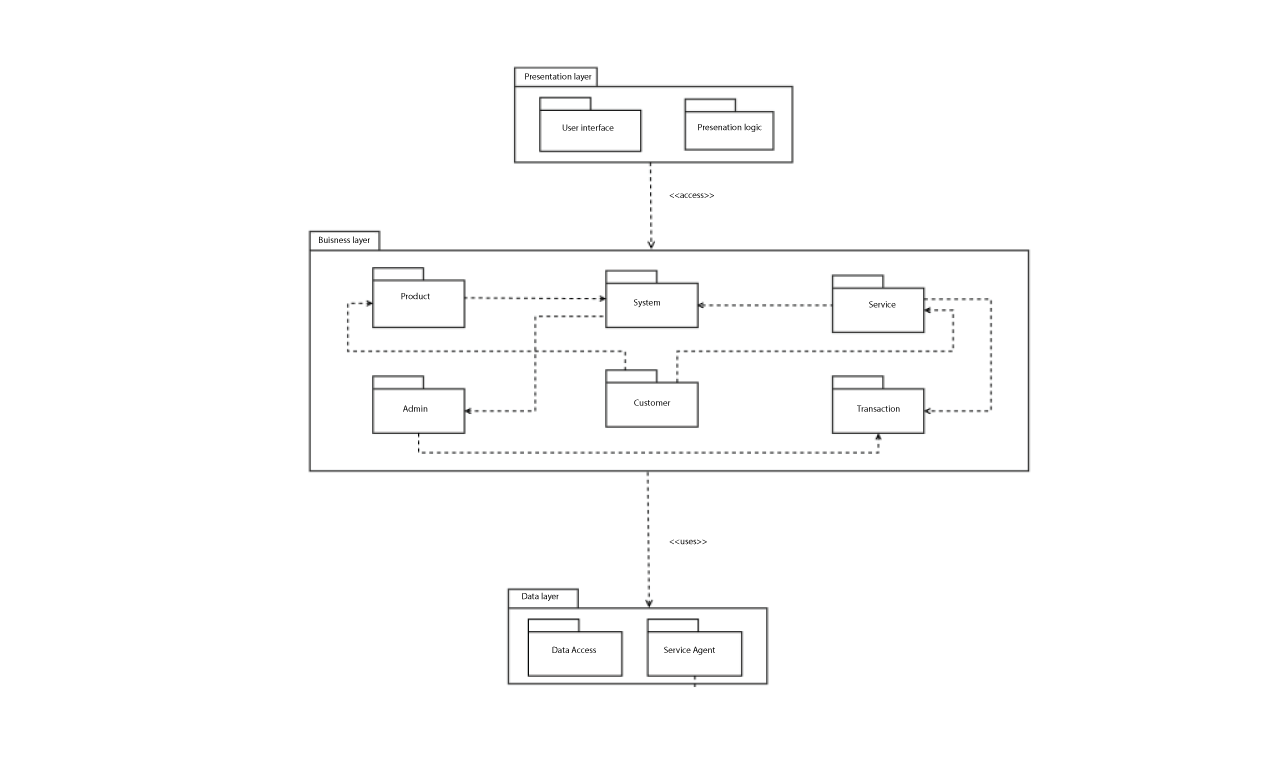 Presentation layer
User interface
Presenation logic
<<access>>
Buisness layer
Product
System
Service
Admin
Customer
Transaction
<<uses>>
Data layer
Data Access
Service Agent